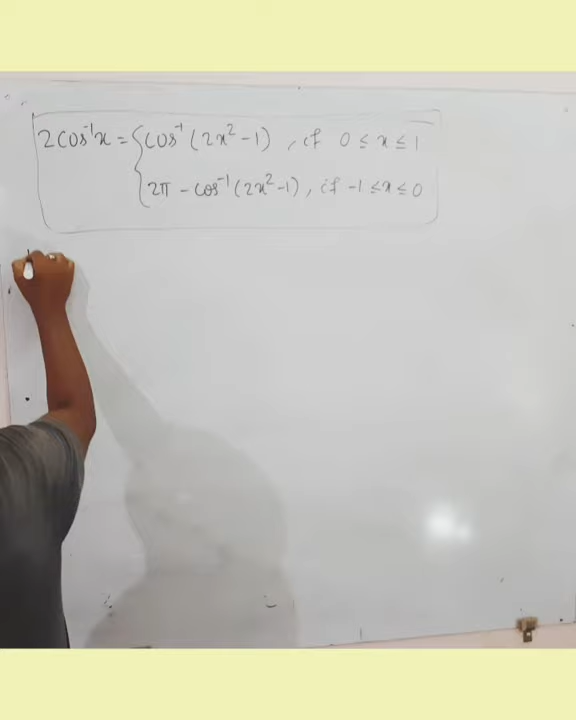 2cos⁻¹x = { cos⁻¹(2x² - 1) , if 0 ≤ x ≤ 1
2π - cos⁻¹(2x² - 1) , if -1 ≤ x ≤ 0